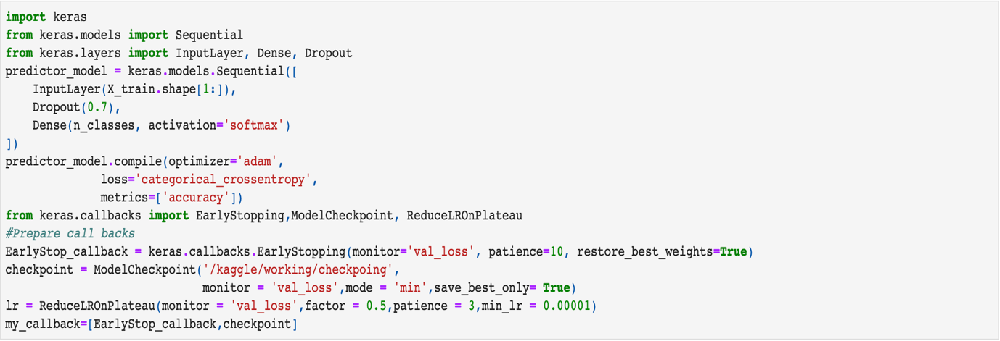 import keras
from keras.models import Sequential
from keras.layers import InputLayer, Dense, Dropout
predictor_model = keras.models.Sequential([
    InputLayer(X_train.shape[1:]),
    Dropout(0.7),
    Dense(n_classes, activation='softmax')
])
predictor_model.compile(optimizer='adam',
              loss='categorical_crossentropy',
              metrics=['accuracy'])
from keras.callbacks import EarlyStopping,ModelCheckpoint, ReduceLROnPlateau
#Prepare call backs
EarlyStop_callback = keras.callbacks.EarlyStopping(monitor='val_loss', patience=10, restore_best_weights=True)
checkpoint = ModelCheckpoint('/kaggle/working/checkpoing',
                             monitor = 'val_loss',mode = 'min',save_best_only= True)
lr = ReduceLROnPlateau(monitor = 'val_loss',factor = 0.5,patience = 3,min_lr = 0.00001)
my_callback=[EarlyStop_callback,checkpoint]